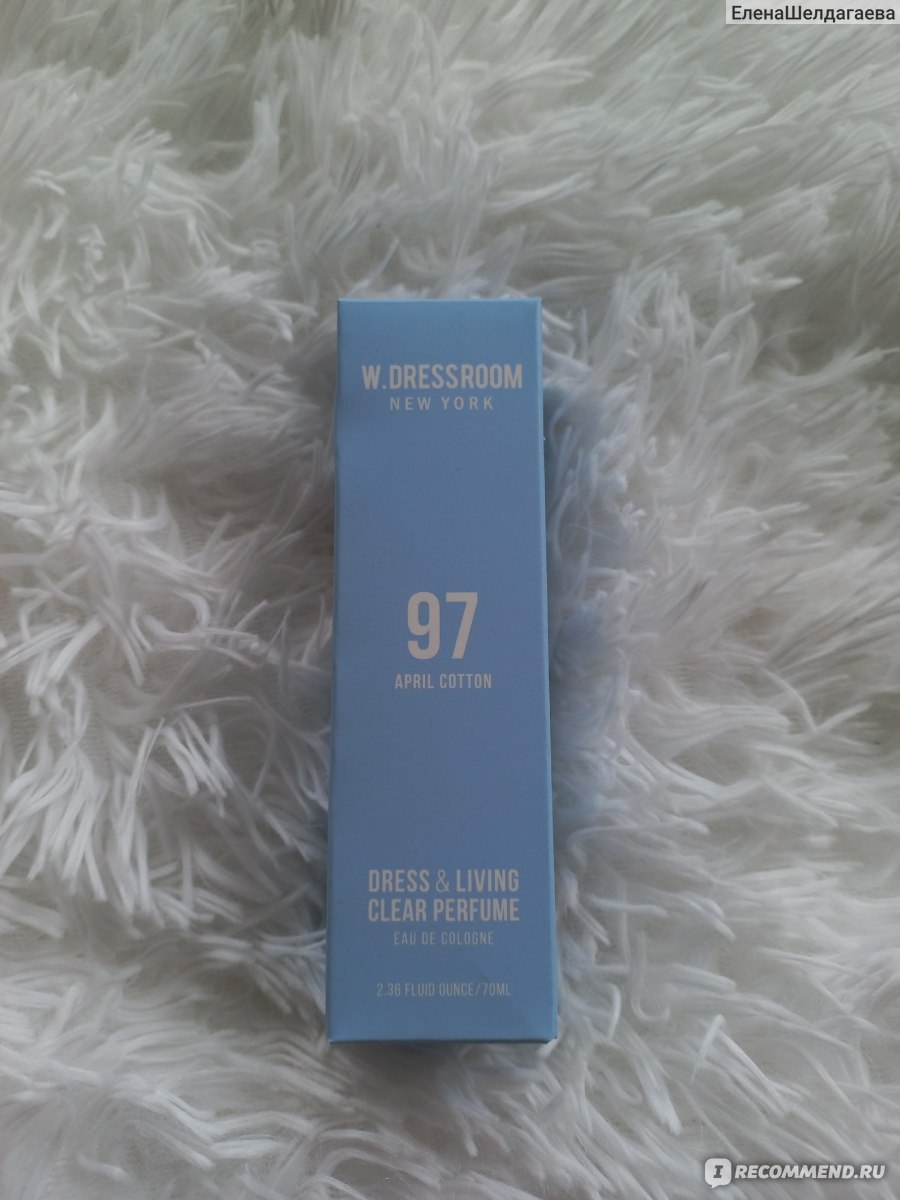 ЕленаШелдагаева
W.DRESSROOM
NEW YORK
97
APRIL COTTON
DRESS & LIVING
CLEAR PERFUME
EAU DE COLOGNE
2.36 FLUID OUNCE/70ML
IRECOMMEND.RU